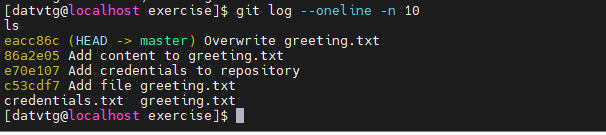 [datvtg@localhost exercise]$ git log --oneline -n 10
ls
eacc86c (HEAD -> master) Overwrite greeting.txt
86a2e05 Add content to greeting.txt
e70e107 Add credentials to repository
c53cdf7 Add file greeting.txt
credentials.txt  greeting.txt
[datvtg@localhost exercise]$